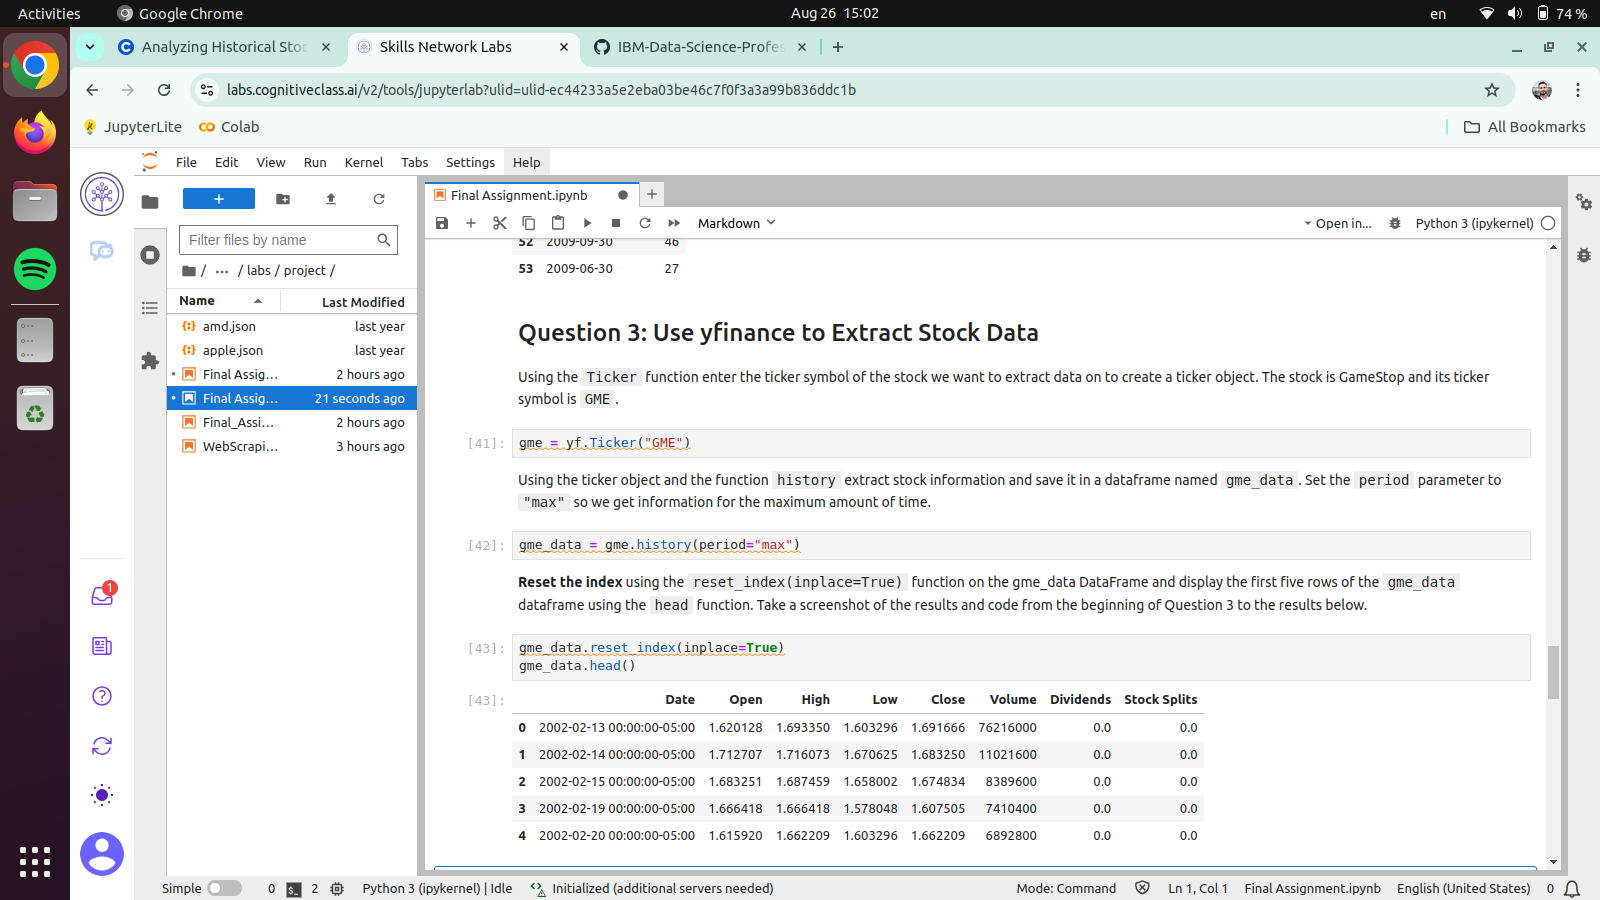 Activities
Google Chrome
Aug 26 15:02
en
74 %
Analyzing Historical Stoc
Skills Network Labs
IBM-Data-Science-Profes
labs.cognitiveclass.ai/v2/tools/jupyterlab?ulid=ulid-ec44233a5e2eba03be46c7f0f3a3a99b836ddc1b
JupyterLite
Colab
All Bookmarks
File Edit View Run Kernel Tabs Settings Help
Filter files by name
/ ··· / labs / project /
Name Last Modified
amd.json last year
apple.json last year
Final Assig... 2 hours ago
Final Assig... 21 seconds ago
Final_Assi... 2 hours ago
WebScrapi... 3 hours ago
1
Final Assignment.ipynb
Markdown
Open in...
Python 3 (ipykernel)
52 2009-09-30 46
53 2009-06-30 27
Question 3: Use yfinance to Extract Stock Data
Using the Ticker function enter the ticker symbol of the stock we want to extract data on to create a ticker object. The stock is GameStop and its ticker
symbol is GME .
[41]: gme = yf.Ticker("GME")
Using the ticker object and the function history extract stock information and save it in a dataframe named gme_data . Set the period parameter to
"max" so we get information for the maximum amount of time.
[42]: gme_data = gme.history(period="max")
Reset the index using the reset_index(inplace=True) function on the gme_data DataFrame and display the first five rows of the gme_data
dataframe using the head function. Take a screenshot of the results and code from the beginning of Question 3 to the results below.
[43]: gme_data.reset_index(inplace=True)
gme_data.head()
[43]: Date Open High Low Close Volume Dividends Stock Splits
0 2002-02-13 00:00:00-05:00 1.620128 1.693350 1.603296 1.691666 76216000 0.0 0.0
1 2002-02-14 00:00:00-05:00 1.712707 1.716073 1.670625 1.683250 11021600 0.0 0.0
2 2002-02-15 00:00:00-05:00 1.683251 1.687459 1.658002 1.674834 8389600 0.0 0.0
3 2002-02-19 00:00:00-05:00 1.666418 1.666418 1.578048 1.607505 7410400 0.0 0.0
4 2002-02-20 00:00:00-05:00 1.615920 1.662209 1.603296 1.662209 6892800 0.0 0.0
Simple
0
2
Python 3 (ipykernel) | Idle
Initialized (additional servers needed)
Mode: Command
Ln 1, Col 1
Final Assignment.ipynb
English (United States)
0